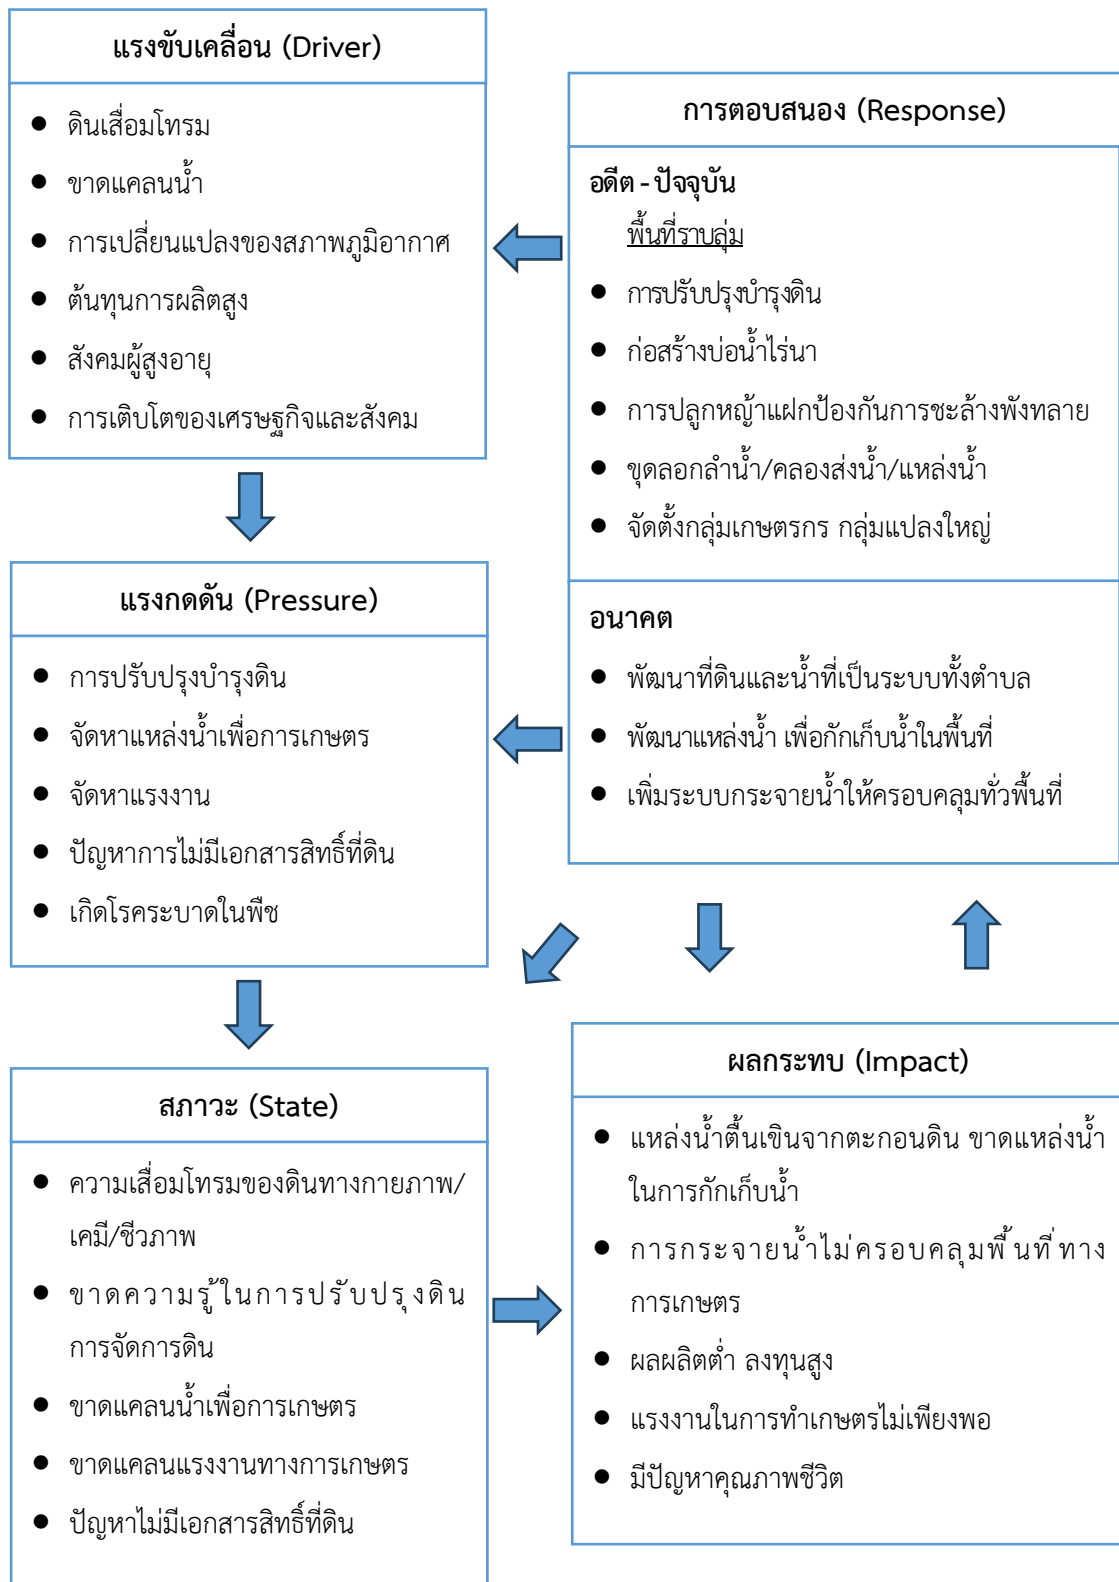 แรงขับเคลื่อน (Driver)
● ดินเสื่อมโทรม
● ขาดแคลนน้ำ
● การเปลี่ยนแปลงของสภาพภูมิอากาศ
● ต้นทุนการผลิตสูง
● สังคมผู้สูงอายุ
● การเติบโตของเศรษฐกิจและสังคม
การตอบสนอง (Response)
อดีต - ปัจจุบัน
พื้นที่ราบลุ่ม
● การปรับปรุงบำรุงดิน
● ก่อสร้างบ่อน้ำไร่นา
● การปลูกหญ้าแฝกป้องกันการชะล้างพังทลาย
● ขุดลอกลำน้ำ/คลองส่งน้ำ/แหล่งน้ำ
● จัดตั้งกลุ่มเกษตรกร กลุ่มแปลงใหญ่
อนาคต
● พัฒนาที่ดินและน้ำที่เป็นระบบทั้งตำบล
● พัฒนาแหล่งน้ำ เพื่อกักเก็บน้ำในพื้นที่
● เพิ่มระบบกระจายน้ำให้ครอบคลุมทั่วพื้นที่
แรงกดดัน (Pressure)
● การปรับปรุงบำรุงดิน
● จัดหาแหล่งน้ำเพื่อการเกษตร
● จัดหาแรงงาน
● ปัญหาการไม่มีเอกสารสิทธิ์ที่ดิน
● เกิดโรคระบาดในพืช
สภาวะ (State)
● ความเสื่อมโทรมของดินทางกายภาพ/
เคมี/ชีวภาพ
● ขาดความรู้ในการปรับปรุงดิน
การจัดการดิน
● ขาดแคลนน้ำเพื่อการเกษตร
● ขาดแคลนแรงงานทางการเกษตร
● ปัญหาไม่มีเอกสารสิทธิ์ที่ดิน
ผลกระทบ (Impact)
● แหล่งน้ำตื้นเขินจากตะกอนดิน ขาดแหล่งน้ำ
ในการกักเก็บน้ำ
● การกระจายน้ำไม่ครอบคลุมพื้นที่ทาง
การเกษตร
● ผลผลิตต่ำ ลงทุนสูง
● แรงงานในการทำเกษตรไม่เพียงพอ
● มีปัญหาคุณภาพชีวิต